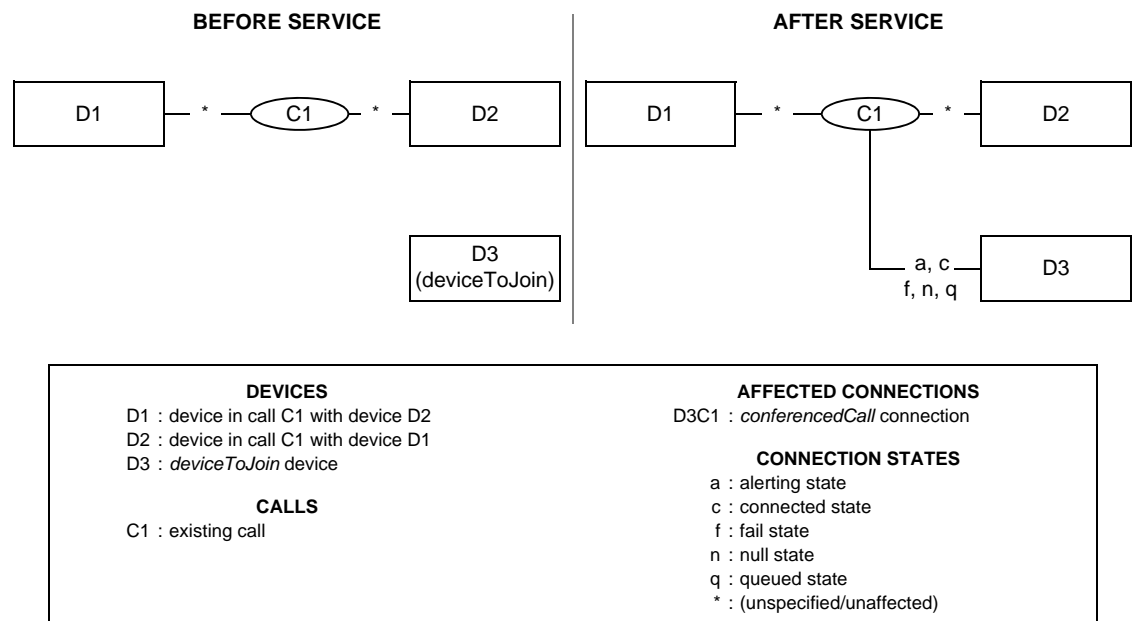 BEFORE SERVICE
AFTER SERVICE
D1 * C1 * D2
D1 * C1 * D2
D3
(deviceToJoin)
a, c
f, n, q
D3
DEVICES
D1 : device in call C1 with device D2
D2 : device in call C1 with device D1
D3 : deviceToJoin device
CALLS
C1 : existing call
AFFECTED CONNECTIONS
D3C1 : conferencedCall connection
CONNECTION STATES
a : alerting state
c : connected state
f : fail state
n : null state
q : queued state
* : (unspecified/unaffected)